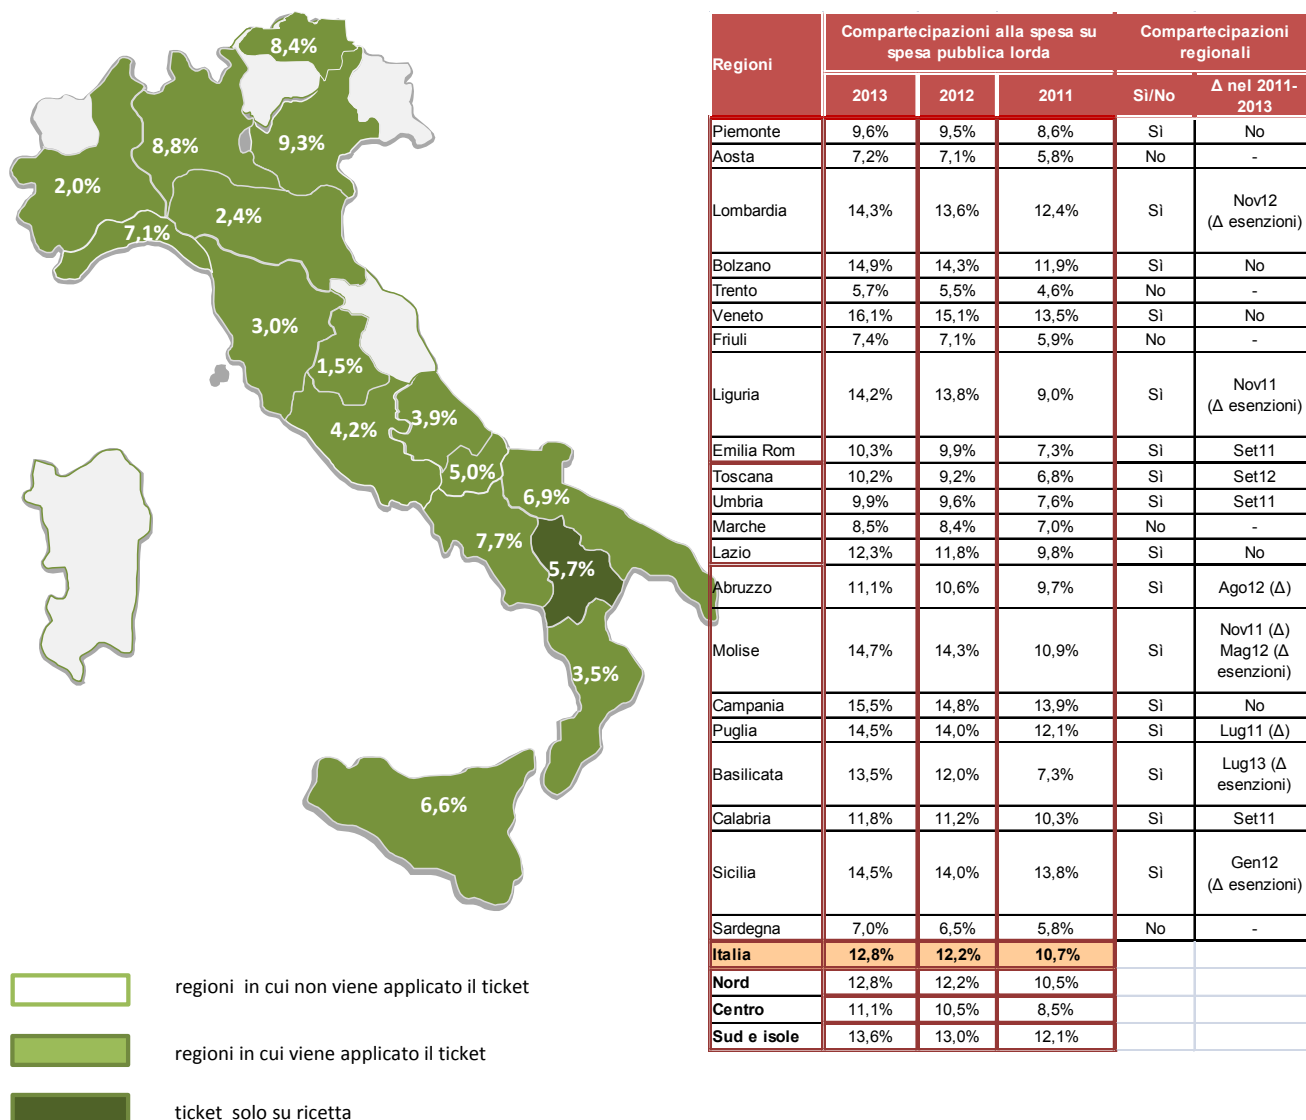 8,4%
8,8%
9,3%
2,0%
2,4%
7,1%
3,0%
1,5%
3,9%
4,2%
5,0%
6,9%
7,7%
5,7%
3,5%
6,6%
regioni in cui non viene applicato il ticket
regioni in cui viene applicato il ticket
ticket solo su ricetta
Regioni
Compartecipazioni alla spesa su
spesa pubblica lorda
Compartecipazioni
regionali
2013 2012 2011 Sì/No Δ nel 2011-
2013
Piemonte 9,6% 9,5% 8,6% Sì No
Aosta 7,2% 7,1% 5,8% No -
Lombardia 14,3% 13,6% 12,4% Sì Nov12
(Δ esenzioni)
Bolzano 14,9% 14,3% 11,9% Sì No
Trento 5,7% 5,5% 4,6% No -
Veneto 16,1% 15,1% 13,5% Sì No
Friuli 7,4% 7,1% 5,9% No -
Liguria 14,2% 13,8% 9,0% Sì Nov11
(Δ esenzioni)
Emilia Rom 10,3% 9,9% 7,3% Sì Set11
Toscana 10,2% 9,2% 6,8% Sì Set12
Umbria 9,9% 9,6% 7,6% Sì Set11
Marche 8,5% 8,4% 7,0% No -
Lazio 12,3% 11,8% 9,8% Sì No
Abruzzo 11,1% 10,6% 9,7% Sì Ago12 (Δ)
Molise 14,7% 14,3% 10,9% Sì Nov11 (Δ)
Mag12 (Δ
esenzioni)
Campania 15,5% 14,8% 13,9% Sì No
Puglia 14,5% 14,0% 12,1% Sì Lug11 (Δ)
Basilicata 13,5% 12,0% 7,3% Sì Lug13 (Δ
esenzioni)
Calabria 11,8% 11,2% 10,3% Sì Set11
Sicilia 14,5% 14,0% 13,8% Sì Gen12
(Δ esenzioni)
Sardegna 7,0% 6,5% 5,8% No -
Italia 12,8% 12,2% 10,7%
Nord 12,8% 12,2% 10,5%
Centro 11,1% 10,5% 8,5%
Sud e isole 13,6% 13,0% 12,1%